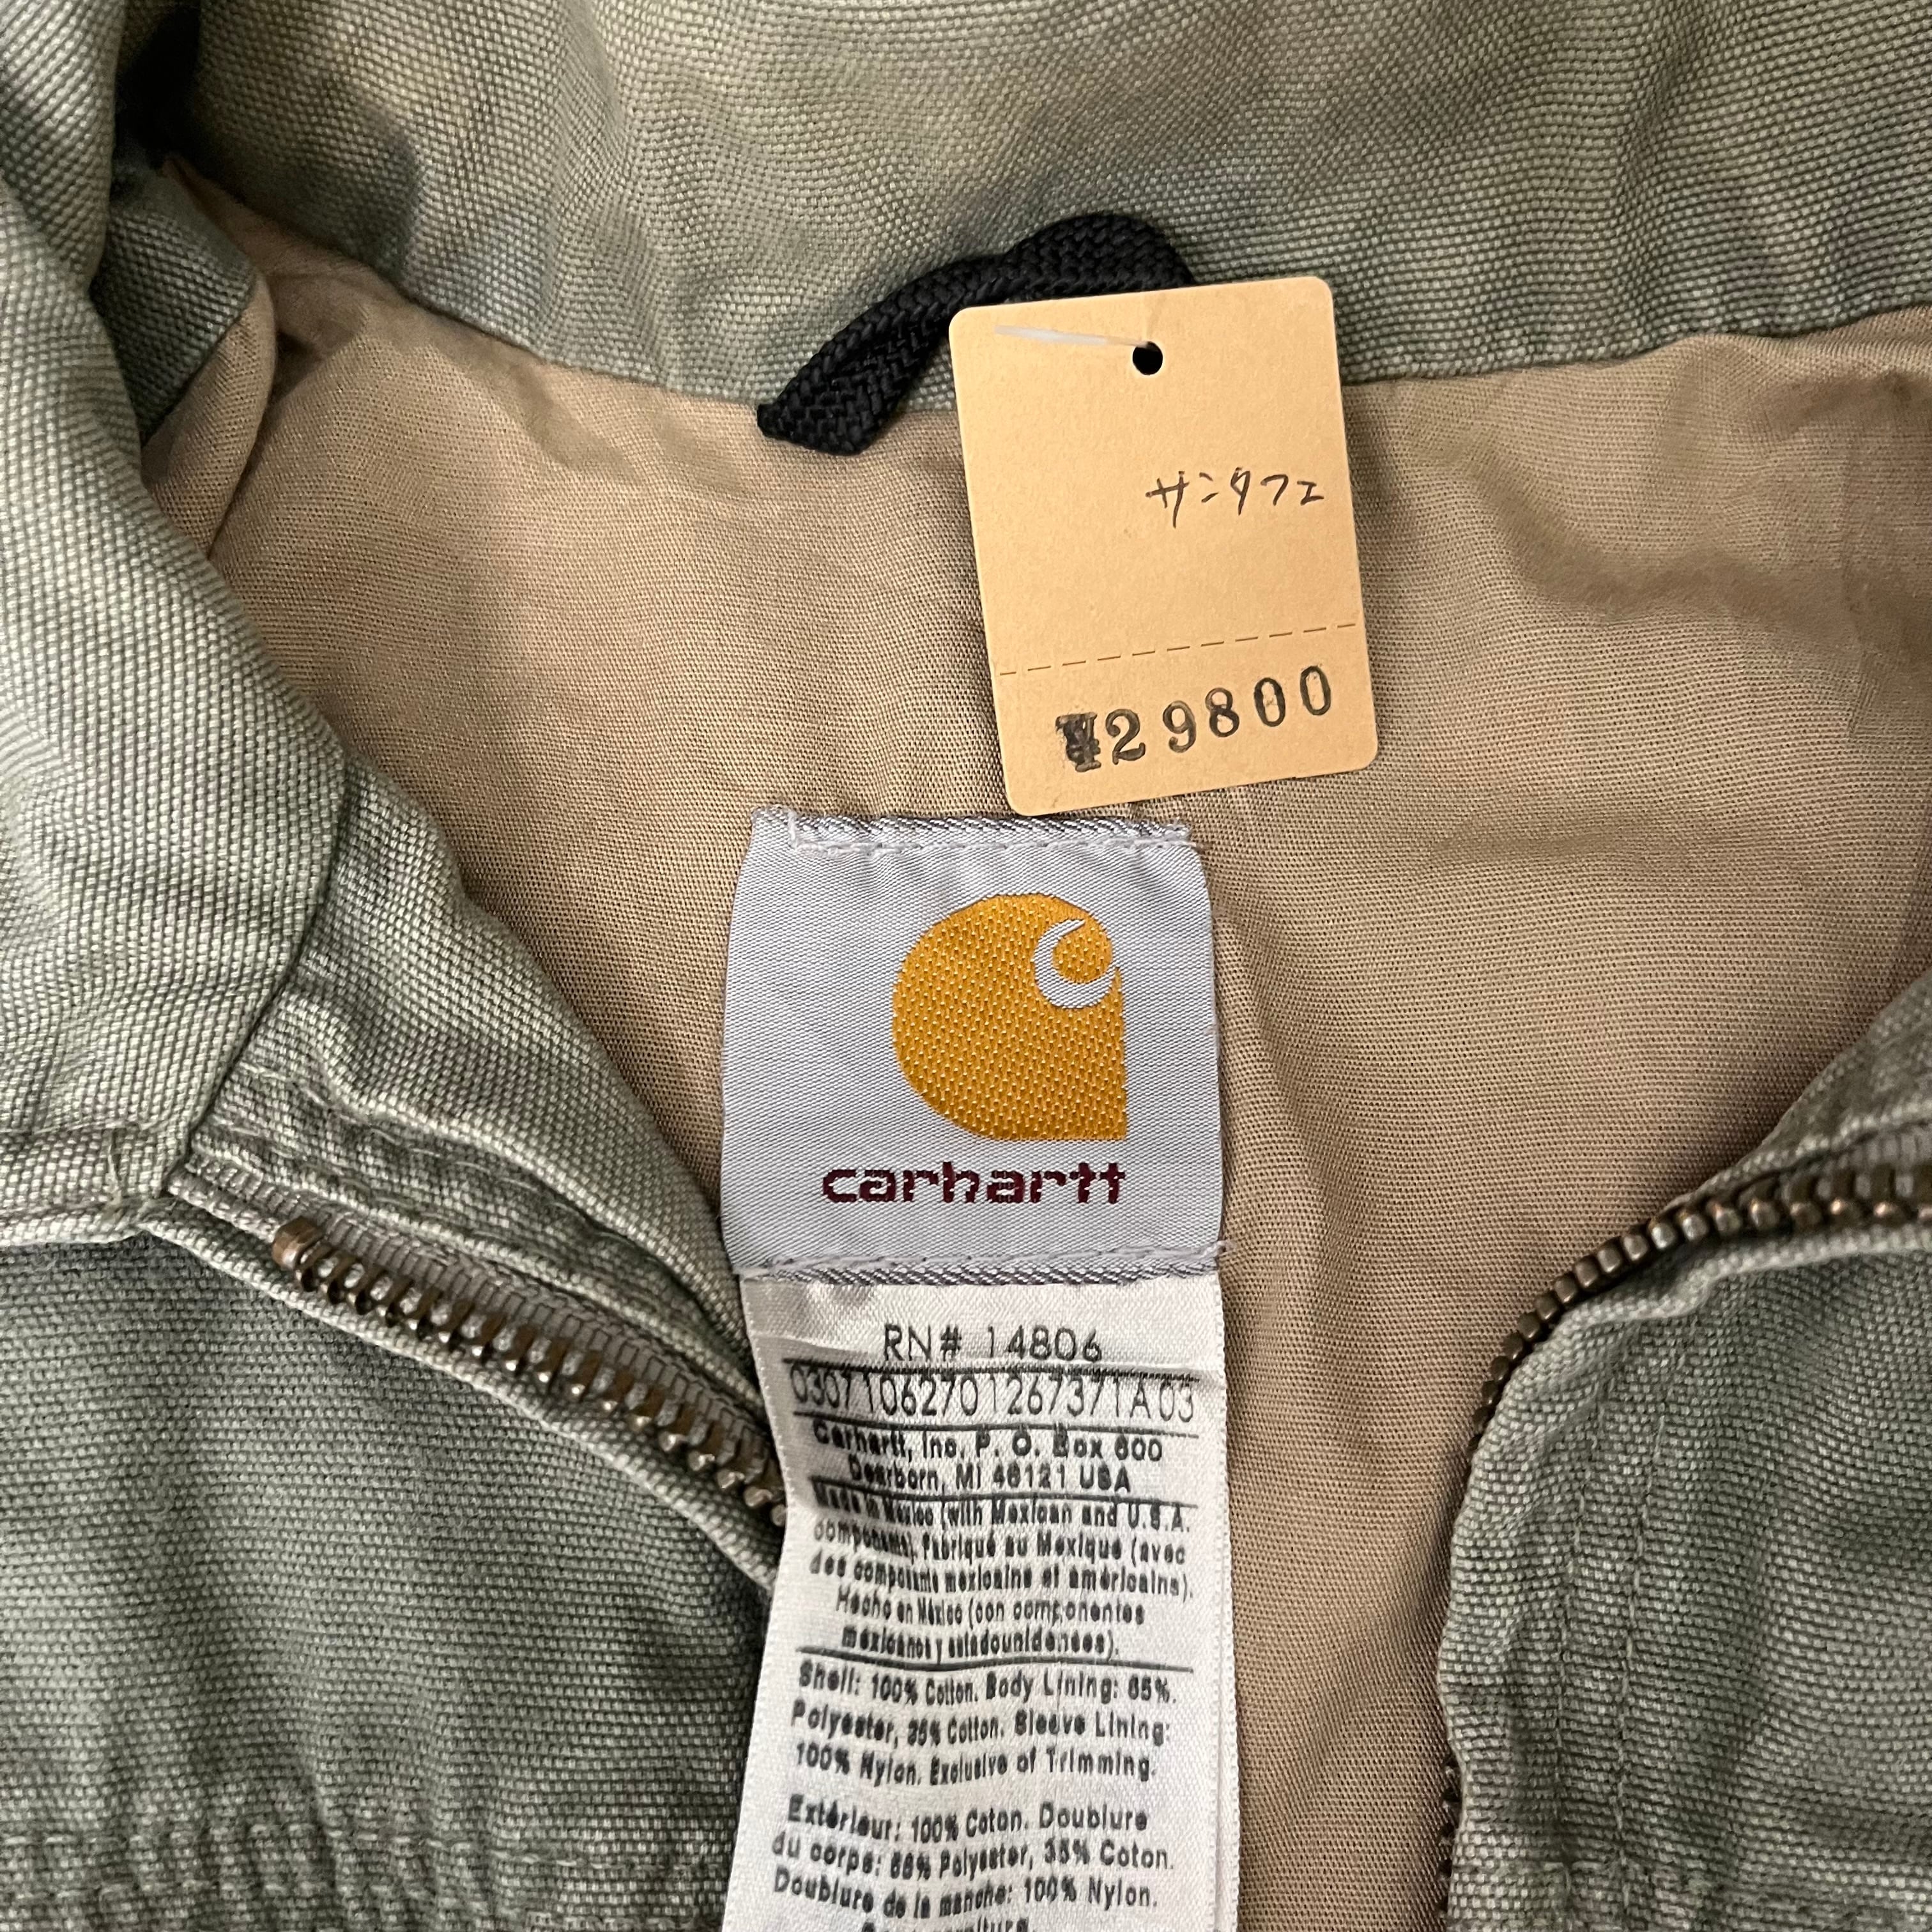 サンタフェ
¥29800
carhartt
RN# 14806
03071062701267371A03
Carhartt, Inc. P. O. Box 600
Dearborn, MI 48121 USA
Made in Mexico (with Mexican and U.S.A.
components). Fabriqué au Mexique (avec
des composants mexicains et américains).
Hecho en México (con componentes
mexicanos y estadounidenses).
Shell: 100% Cotton. Body Lining: 65%
Polyester, 35% Cotton. Sleeve Lining:
100% Nylon. Exclusive of Trimming.
Extérieur: 100% Coton. Doublure
du corps: 65% Polyester, 35% Coton.
Doublure de la manche: 100% Nylon.